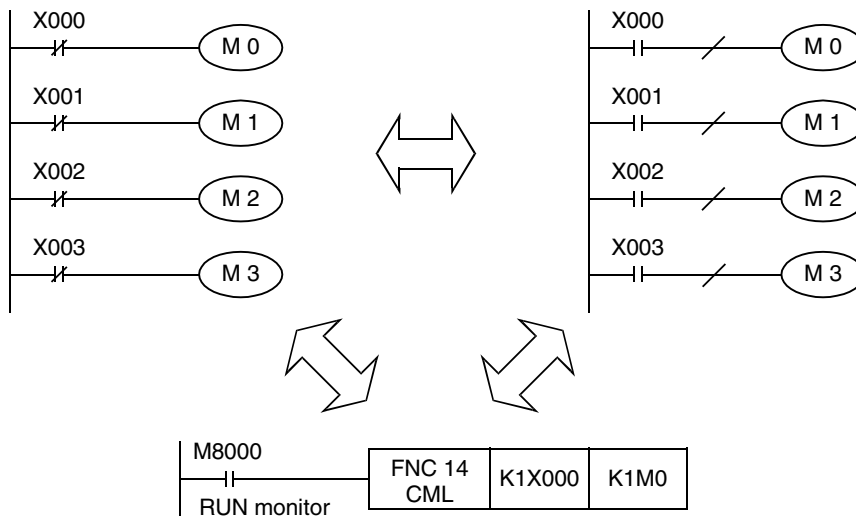 X000
M 0
X001
M 1
X002
M 2
X003
M 3
X000
M 0
X001
M 1
X002
M 2
X003
M 3
M8000
RUN monitor
FNC 14
CML
K1X000
K1M0